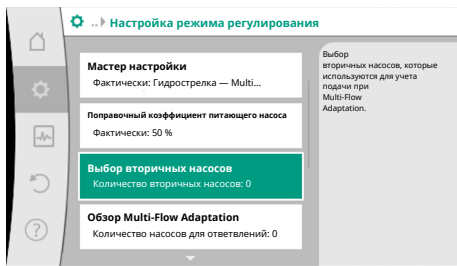 ..▸ Настройка режима регулирования
Мастер настройки
Фактически: Гидрострелка — Multi...
Поправочный коэффициент питающего насоса
Фактически: 50 %
Выбор вторичных насосов
Количество вторичных насосов: 0
Обзор Multi-Flow Adaptation
Количество насосов для ответвлений: 0
Выбор
вторичных насосов, которые
используются для учета
подачи при
Multi-Flow
Adaptation.
?